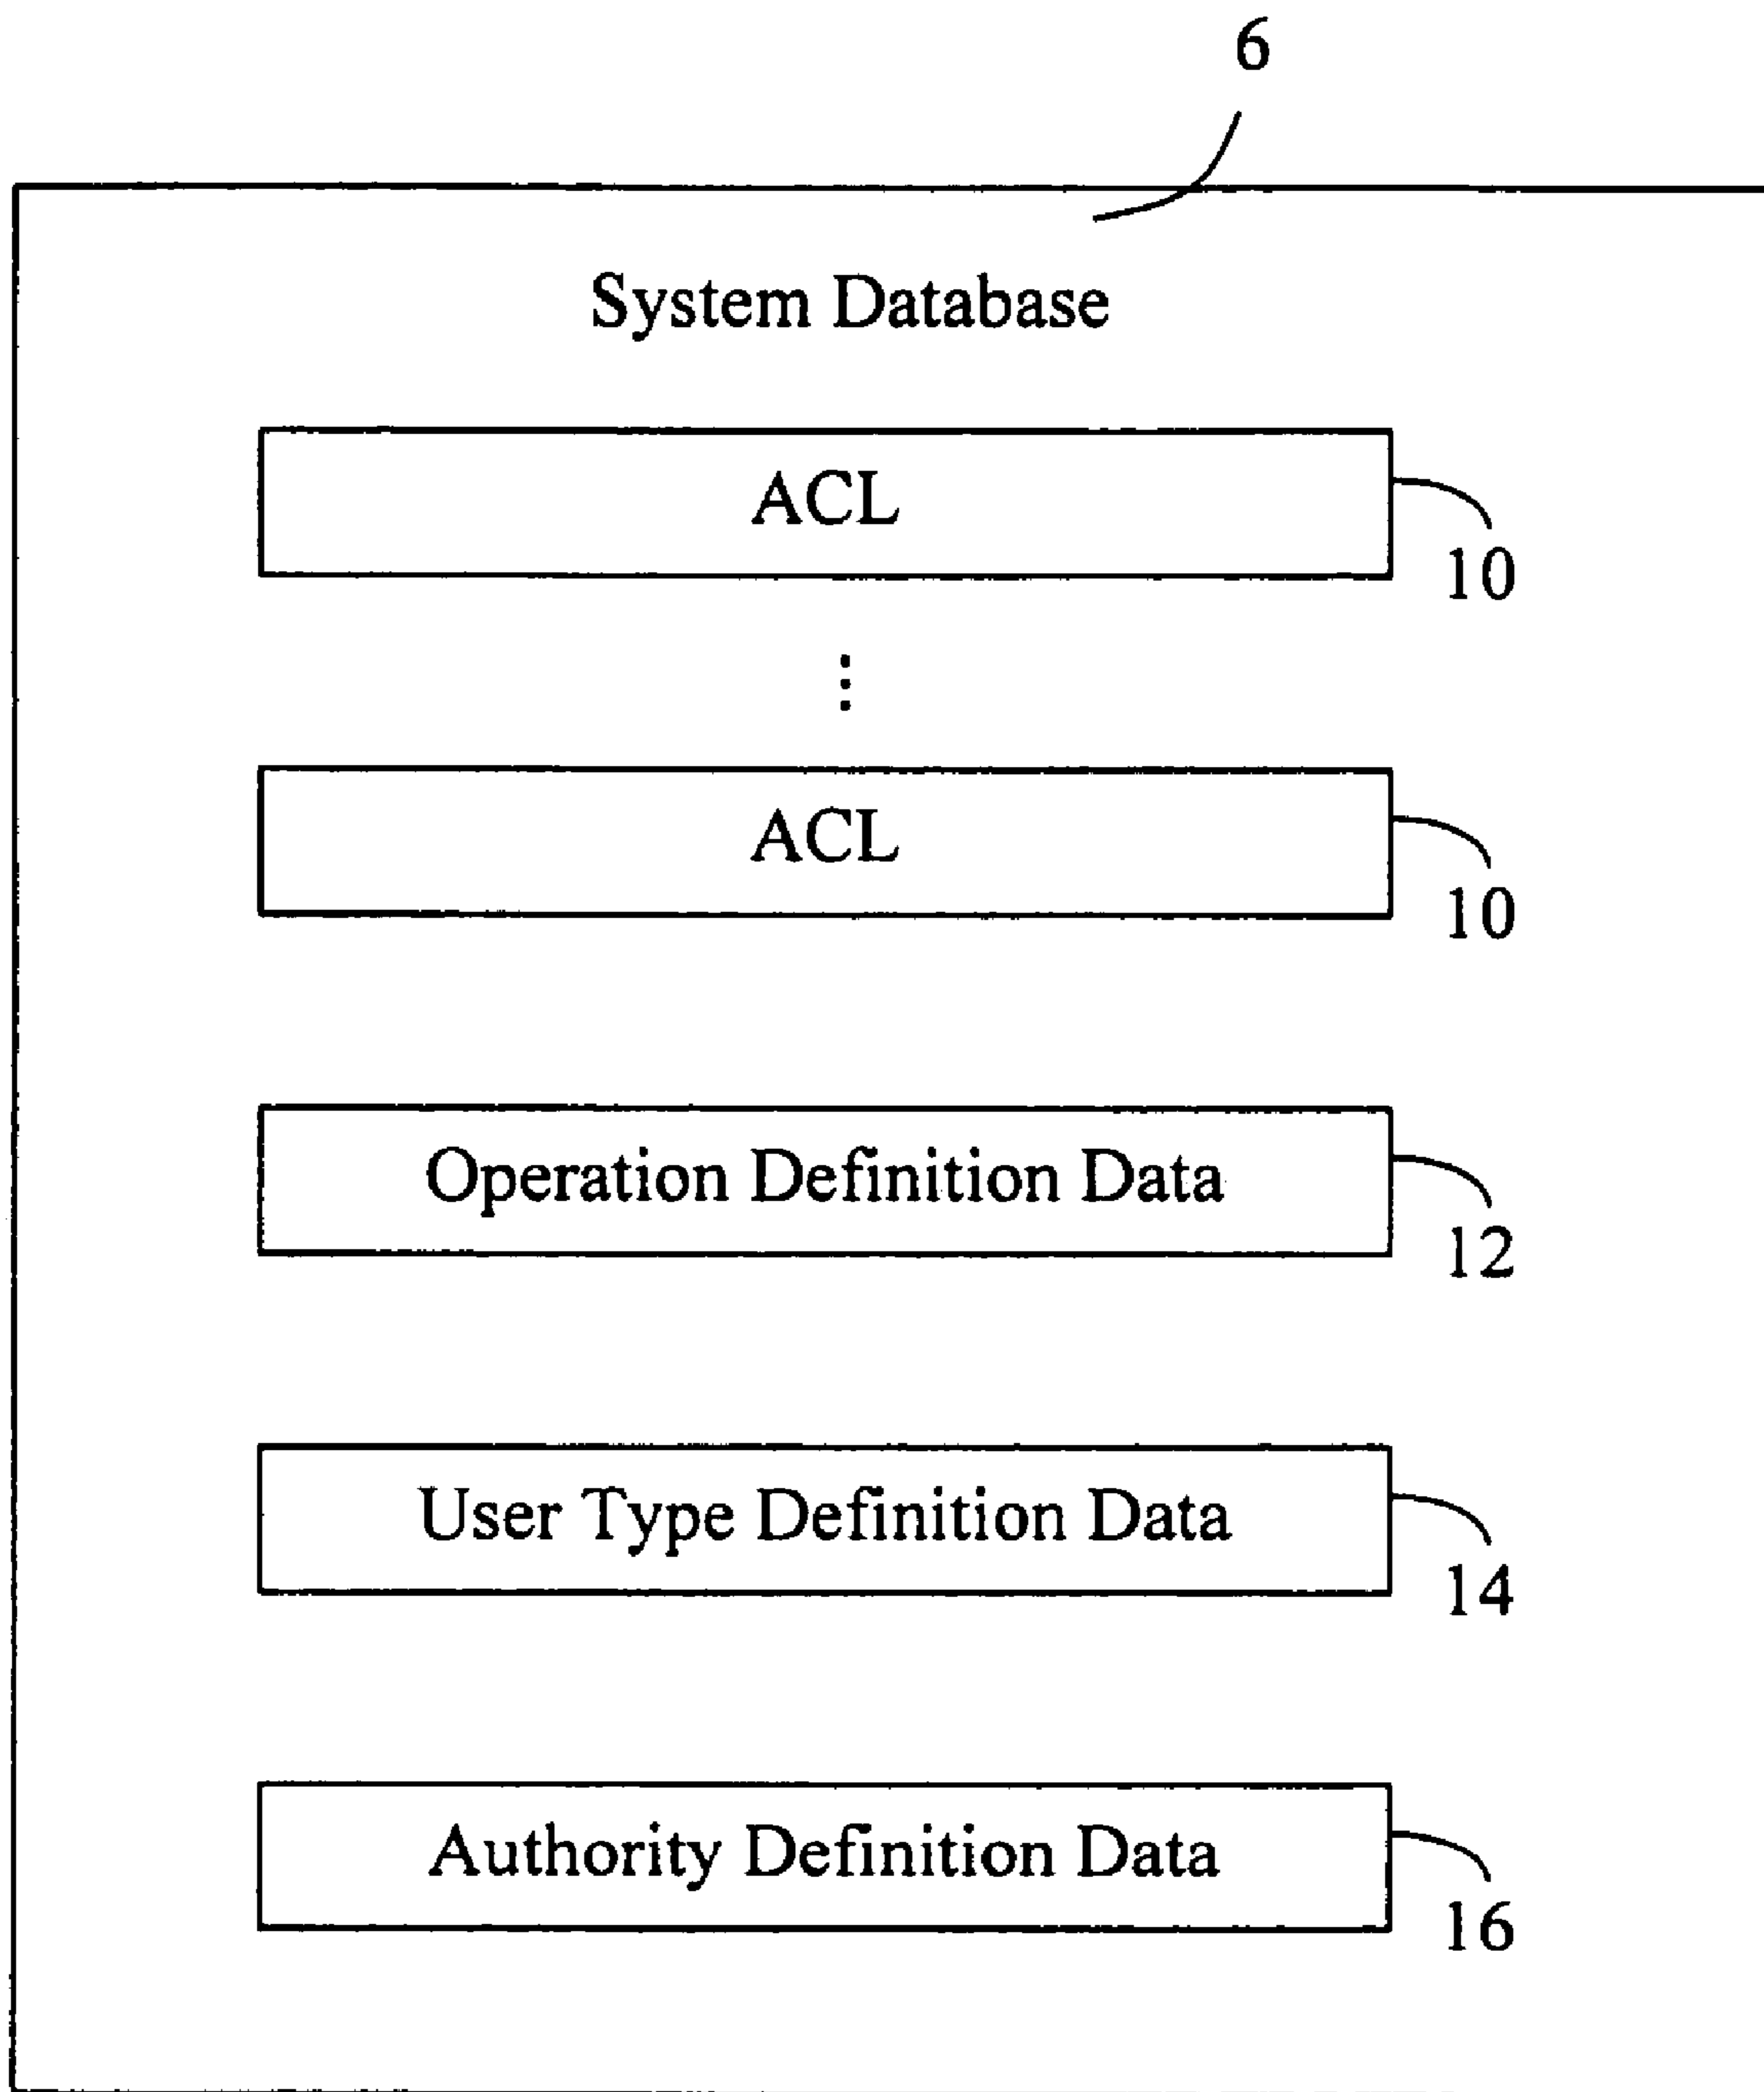 6
System Database
ACL
10
⋮
ACL
10
Operation Definition Data
12
User Type Definition Data
14
Authority Definition Data
16